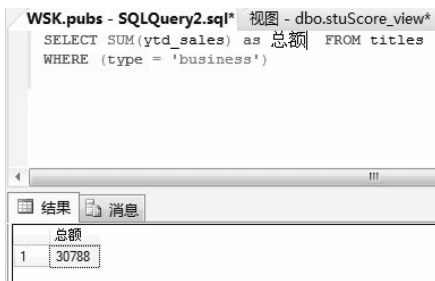 WSK.pubs - SQLQuery2.sql* 视图 - dbo.stuScore_view*
SELECT SUM(ytd_sales) as 总额 FROM titles
WHERE (type = 'business')
结果 消息
总额
1 30788